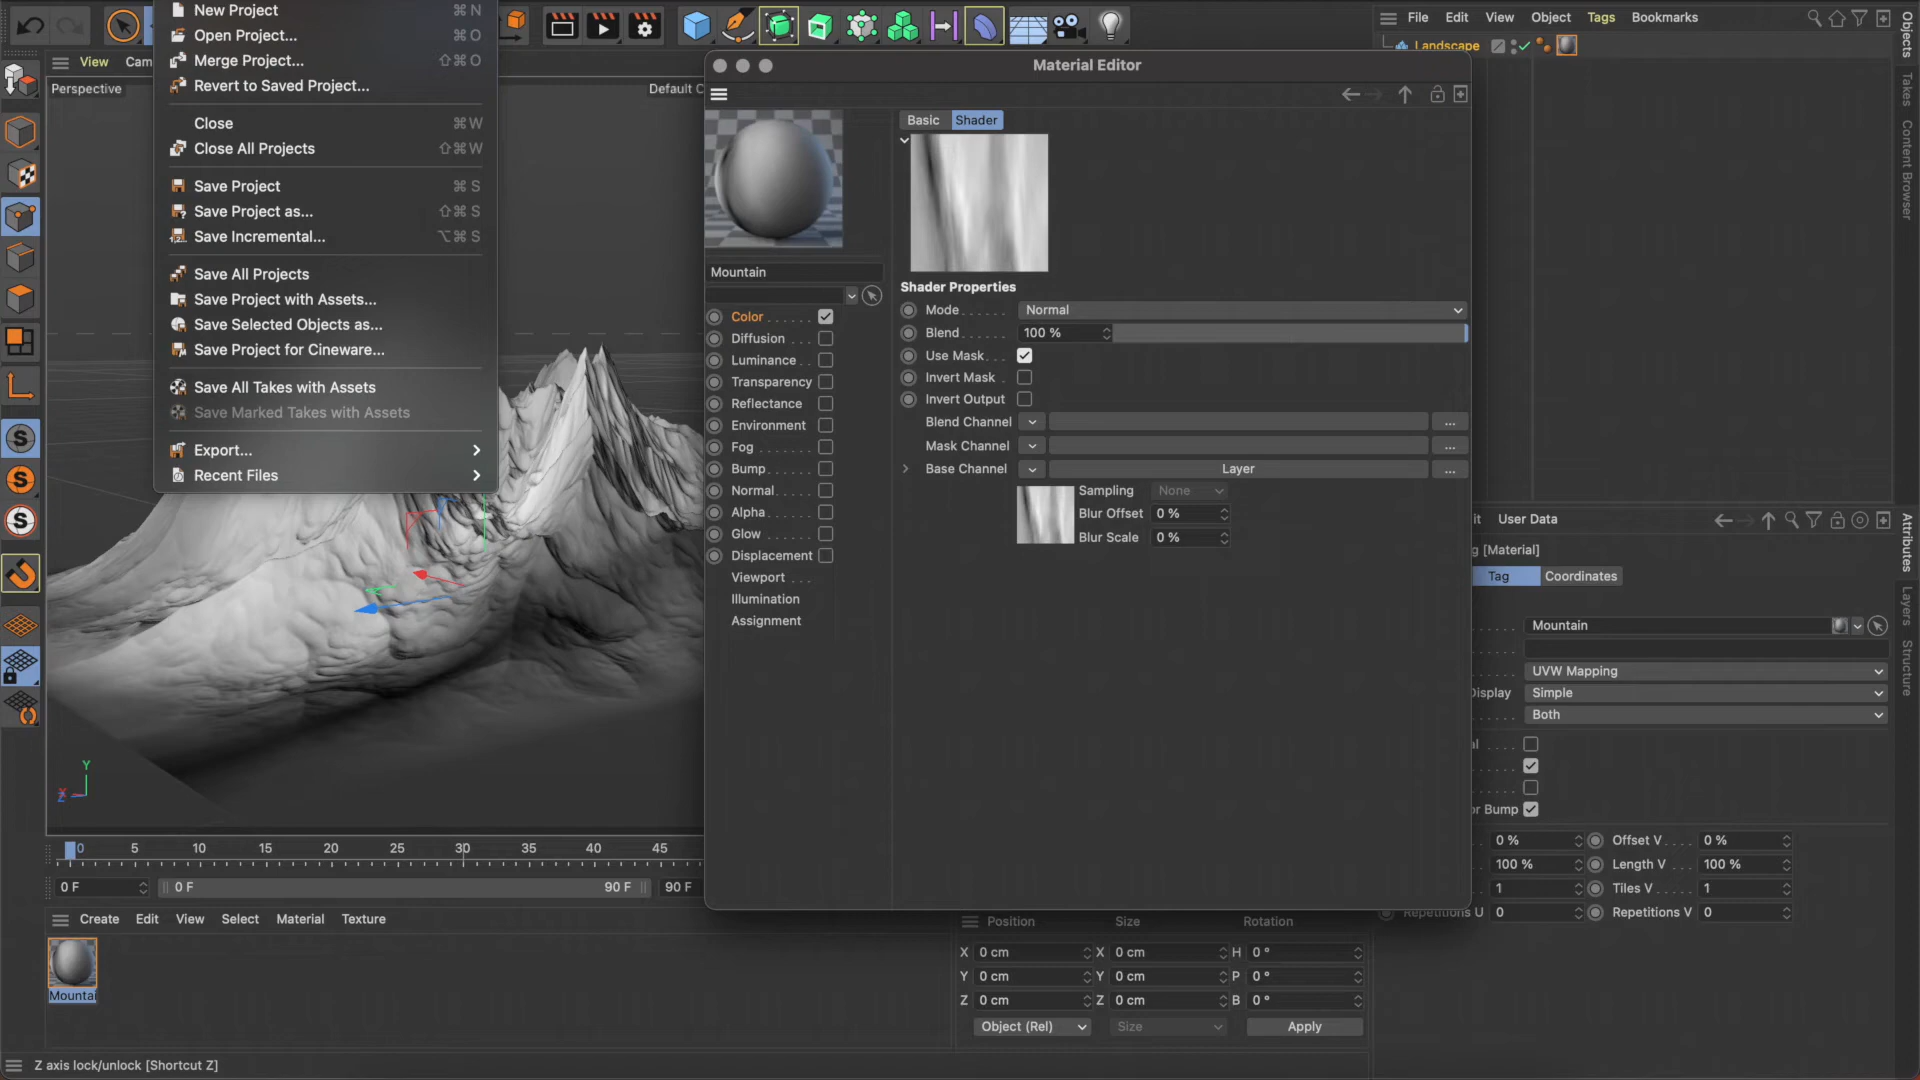 New Project ⌘ N
Open Project... ⌘ O
Merge Project... ⇧⌘ O
Revert to Saved Project...
Close ⌘ W
Close All Projects ⇧⌘ W
Save Project ⌘ S
Save Project as... ⇧⌘ S
Save Incremental... ⌥⌘ S
Save All Projects
Save Project with Assets...
Save Selected Objects as...
Save Project for Cineware...
Save All Takes with Assets
Save Marked Takes with Assets
Export...
Recent Files
View Cam
Perspective
Default C
S
S
S
Y
Z
0 5 10 15 20 25 30 35 40 45
0 F 0 F 90 F 90 F
Create Edit View Select Material Texture
Mountai
Z axis lock/unlock [Shortcut Z]
Material Editor
Mountain
Color
Diffusion
Luminance
Transparency
Reflectance
Environment
Fog
Bump
Normal
Alpha
Glow
Displacement
Viewport
Illumination
Assignment
Basic Shader
Shader Properties
Mode Normal
Blend 100 %
Use Mask
Invert Mask
Invert Output
Blend Channel ...
Mask Channel ...
Base Channel Layer ...
Sampling None
Blur Offset 0 %
Blur Scale 0 %
Position Size Rotation
X 0 cm X 0 cm H 0 °
Y 0 cm Y 0 cm P 0 °
Z 0 cm Z 0 cm B 0 °
Object (Rel) Size Apply
File Edit View Object Tags Bookmarks
Landscape
Objects
Takes
Content Browser
it User Data
g [Material]
Tag Coordinates
Mountain
UVW Mapping
Display Simple
Both
al
or Bump
0 % Offset V 0 %
100 % Length V 100 %
1 Tiles V 1
Repetitions U 0 Repetitions V 0
Attributes
Layers
Structure